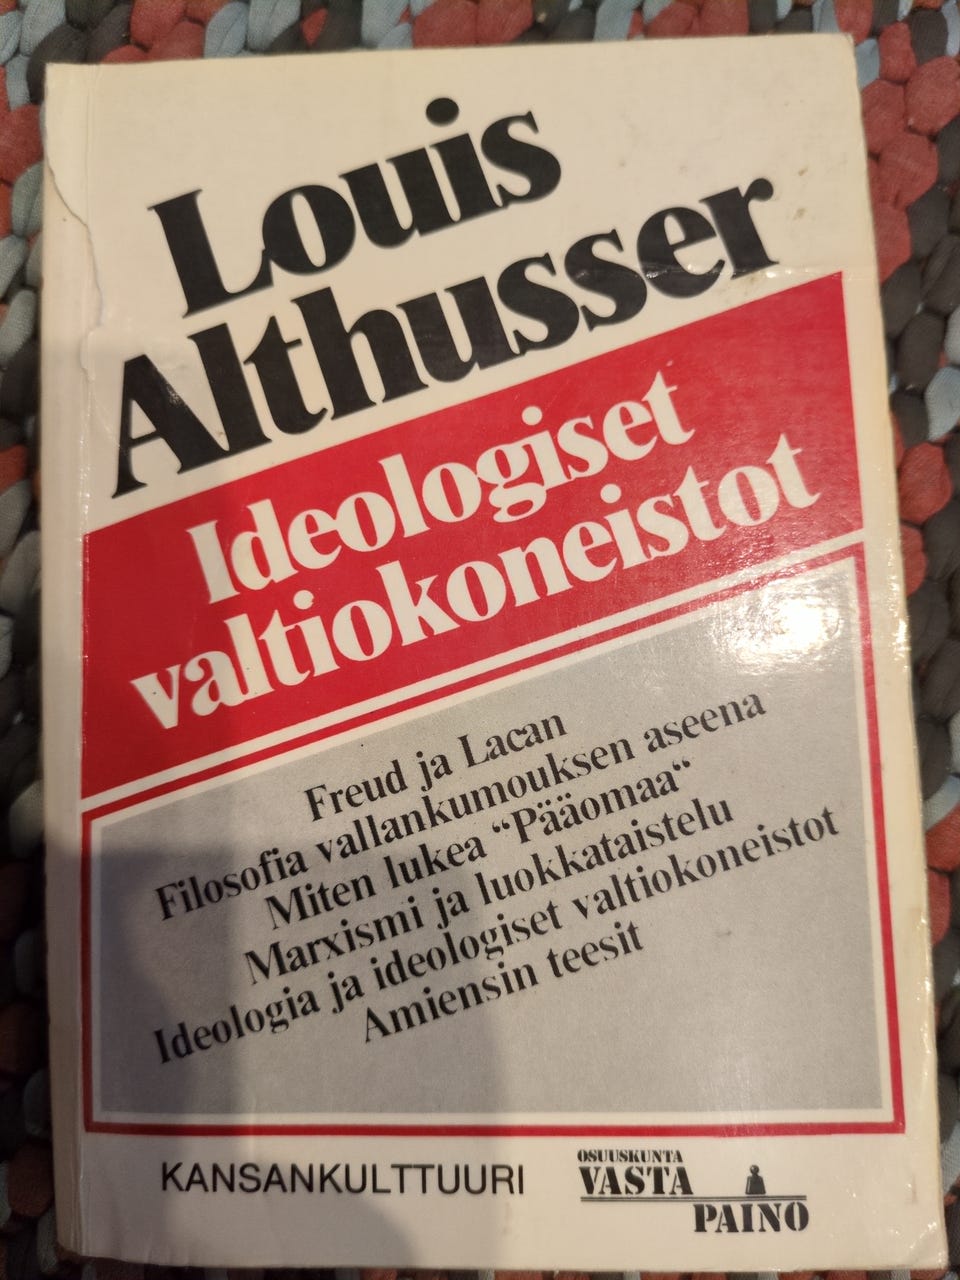 Louis
Althusser
Ideologiset
valtiokoneistot
Freud ja Lacan
Filosofia vallankumouksen aseena
Miten lukea “Pääomaa“
Marxismi ja luokkataistelu
Ideologia ja ideologiset valtiokoneistot
Amiensin teesit
KANSANKULTTUURI
OSUUSKUNTA
VASTA
PAINO